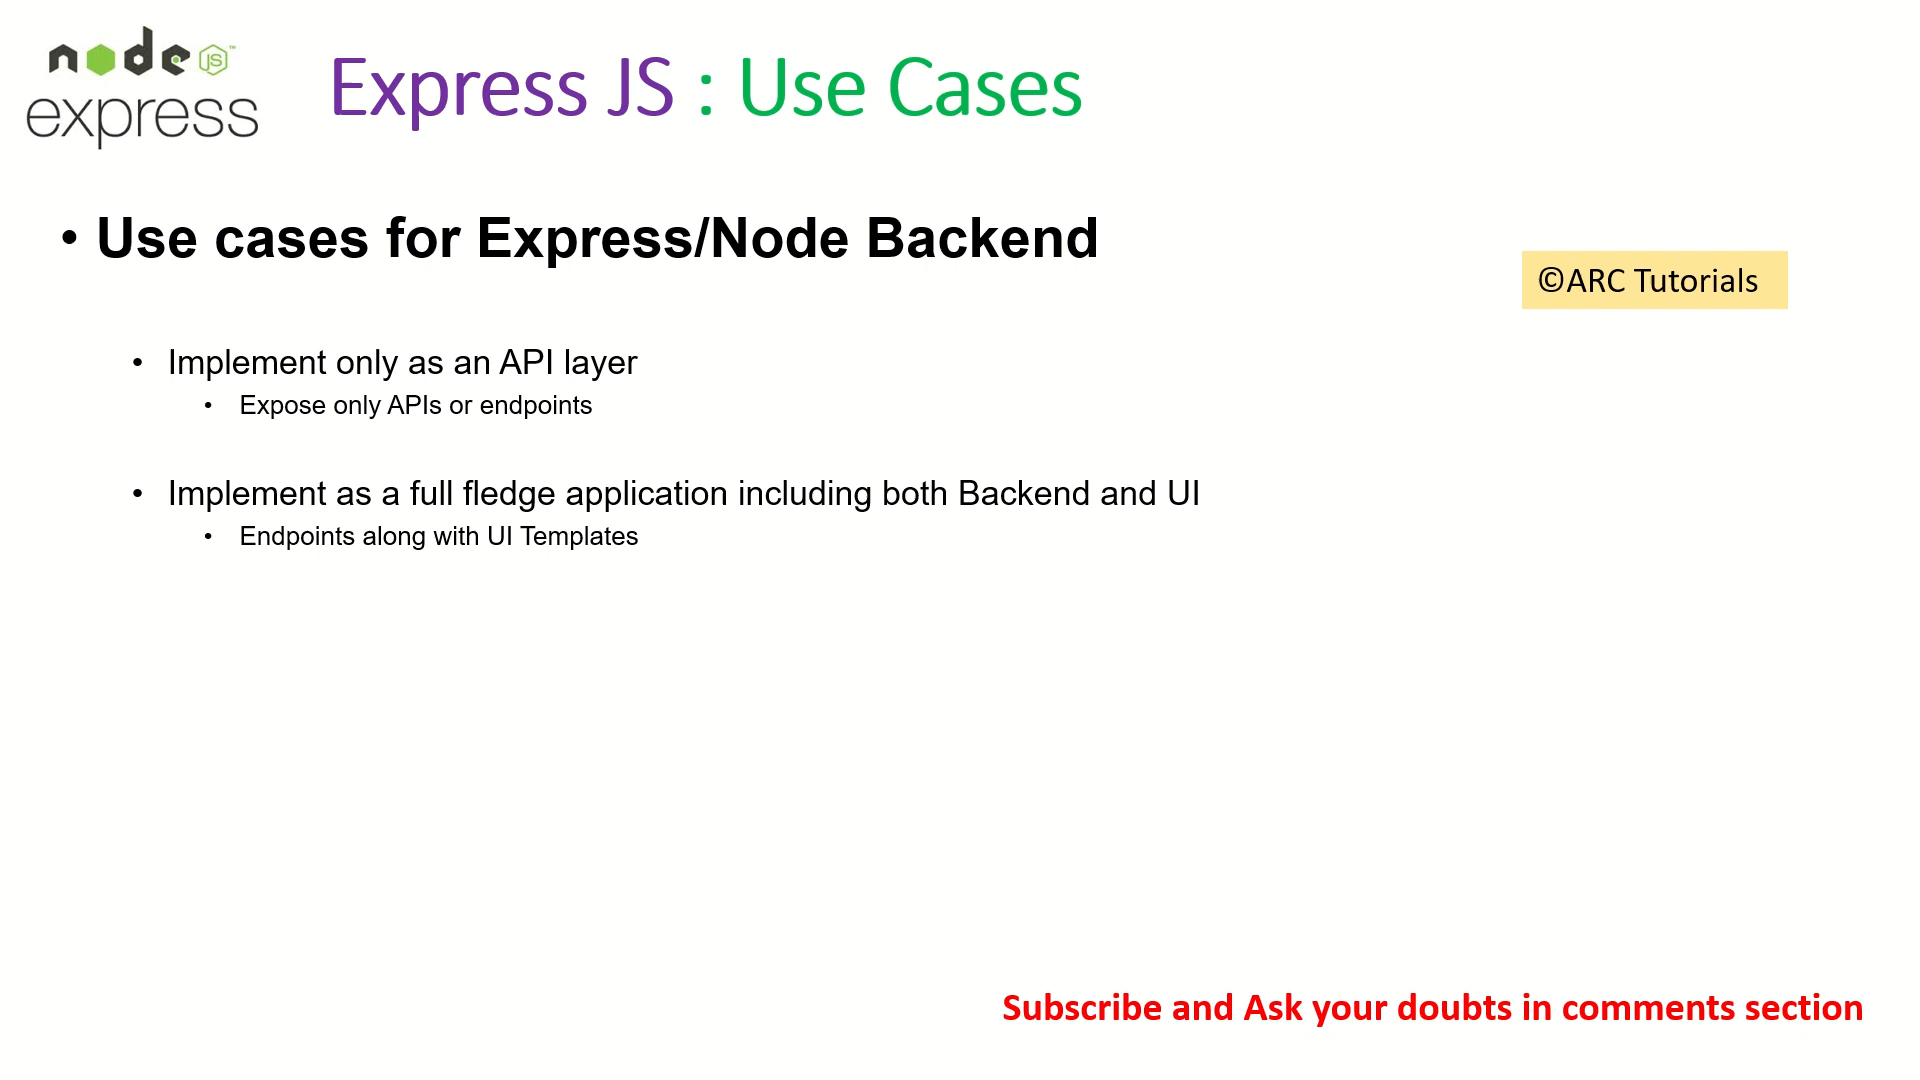 node JS ™
express
Express JS : Use Cases
• Use cases for Express/Node Backend
©ARC Tutorials
• Implement only as an API layer
• Expose only APIs or endpoints
• Implement as a full fledge application including both Backend and UI
• Endpoints along with UI Templates
Subscribe and Ask your doubts in comments section